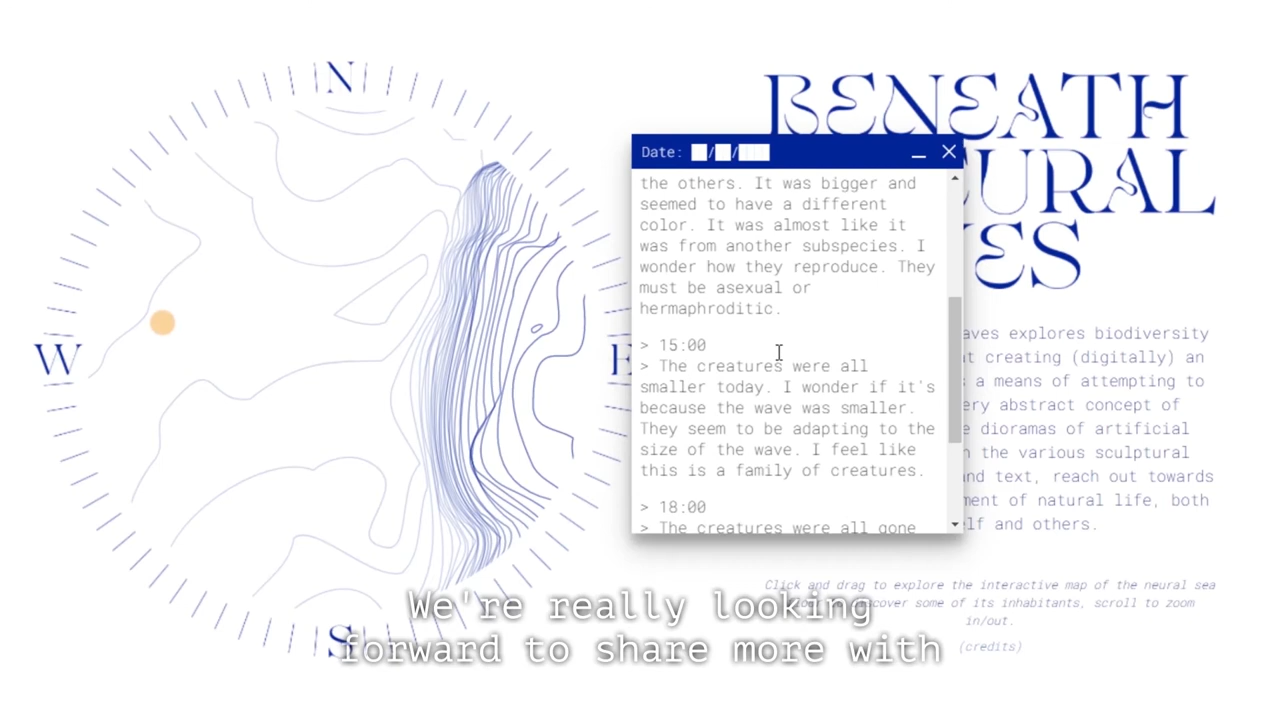 N
W
E
S
BENEATH
URAL
ES
Date: ██/██/████
the others. It was bigger and
seemed to have a different
color. It was almost like it
was from another subspecies. I
wonder how they reproduce. They
must be asexual or
hermaphroditic.
> 15:00
> The creatures were all
smaller today. I wonder if it's
because the wave was smaller.
They seem to be adapting to the
size of the wave. I feel like
this is a family of creatures.
> 18:00
> The creatures were all gone
aves explores biodiversity
t creating (digitally) an
s a means of attempting to
ery abstract concept of
e dioramas of artificial
n the various sculptural
and text, reach out towards
ment of natural life, both
lf and others.
Click and drag to explore the interactive map of the neural sea
discover some of its inhabitants, scroll to zoom
in/out.
(credits)
We're really looking
forward to share more with